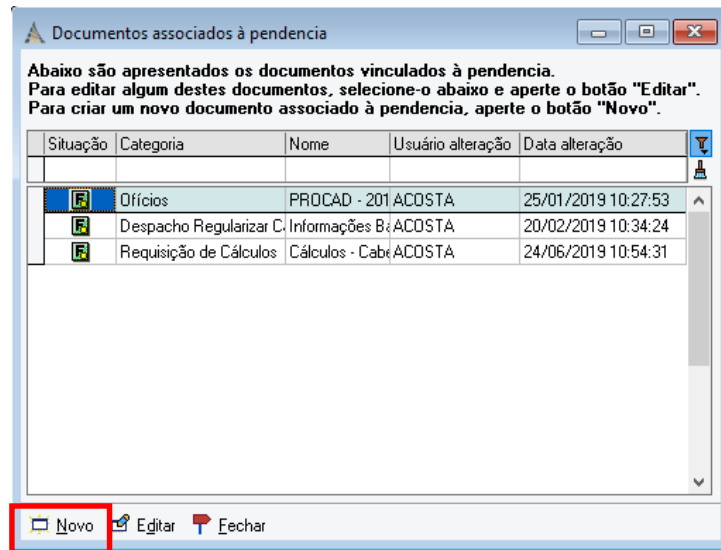 Documentos associados à pendencia
Abaixo são apresentados os documentos vinculados à pendencia.
Para editar algum destes documentos, selecione-o abaixo e aperte o botão "Editar".
Para criar um novo documento associado à pendencia, aperte o botão "Novo".
Situação Categoria Nome Usuário alteração Data alteração
F Ofícios PROCAD - 201 ACOSTA 25/01/2019 10:27:53
F Despacho Regularizar Informações ACOSTA 20/02/2019 10:34:24
F Requisição de Cálculos Cálculos - ACOSTA 24/06/2019 10:54:31
Novo Editar Fechar